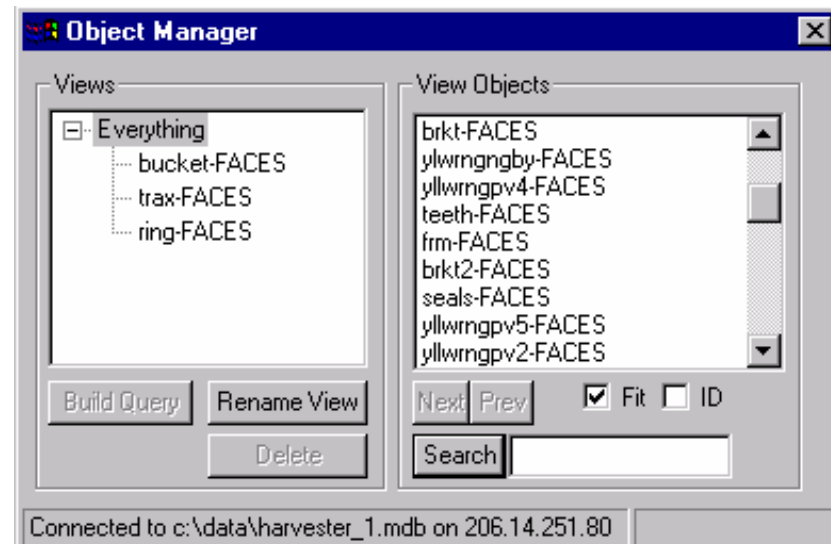 Object Manager
Views
Everything
bucket-FACES
trax-FACES
ring-FACES
Build Query
Rename View
Delete
View Objects
brkt-FACES
ylwrngngby-FACES
yllwrngpv4-FACES
teeth-FACES
frm-FACES
brkt2-FACES
seals-FACES
yllwrngpv5-FACES
yllwrngpv2-FACES
Next Prev Fit ID
Search
Connected to c:\data\harvester_1.mdb on 206.14.251.80